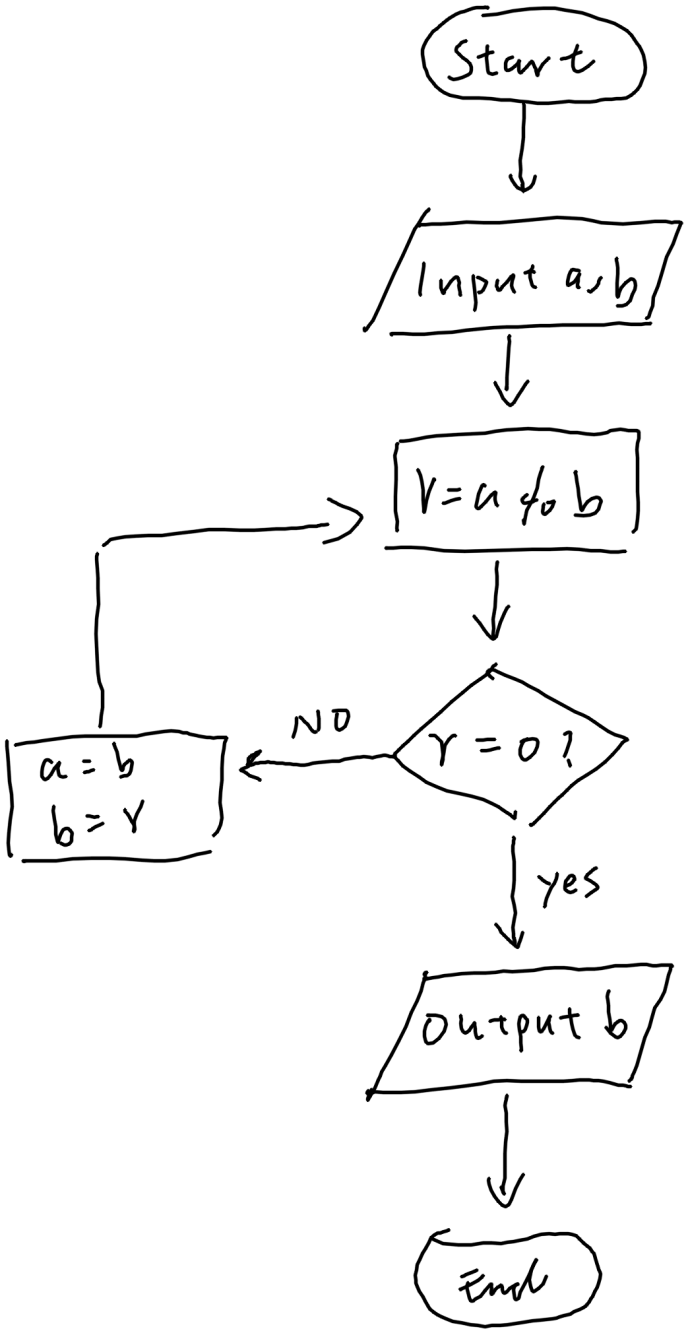 Start
Input a, b
r = a % b
r = 0 ?
NO
a = b
b = r
yes
output b
End